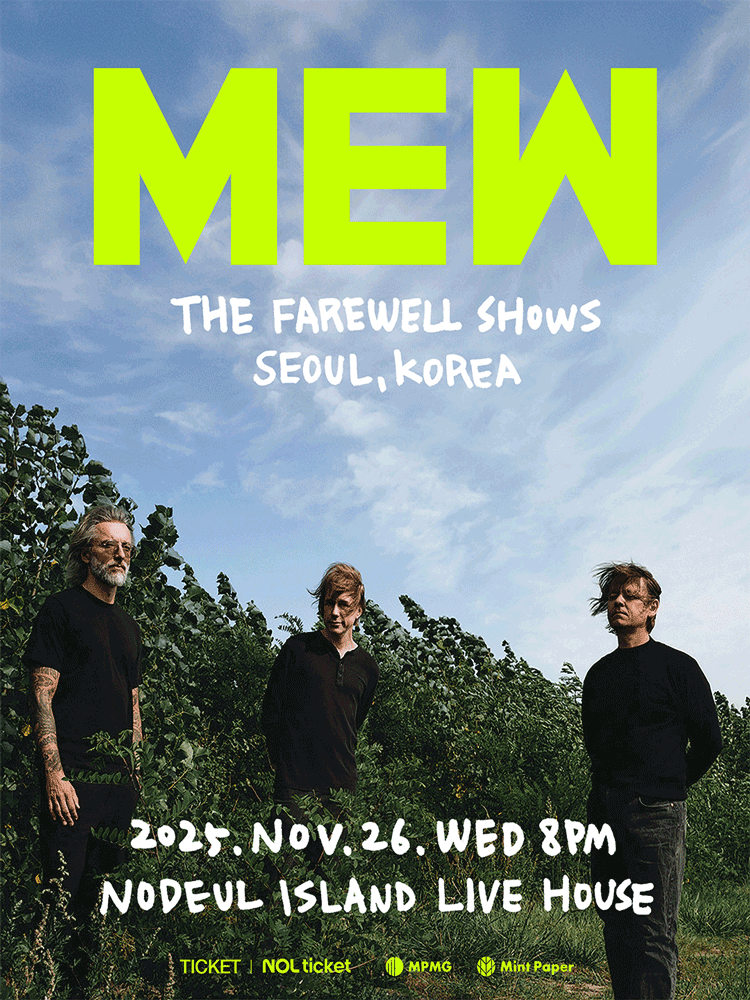 MEW
THE FAREWELL SHOWS
SEOUL, KOREA
2025. NOV. 26. WED 8PM
NODEUL ISLAND LIVE HOUSE
TICKET | NOL ticket MPMG Mint Paper